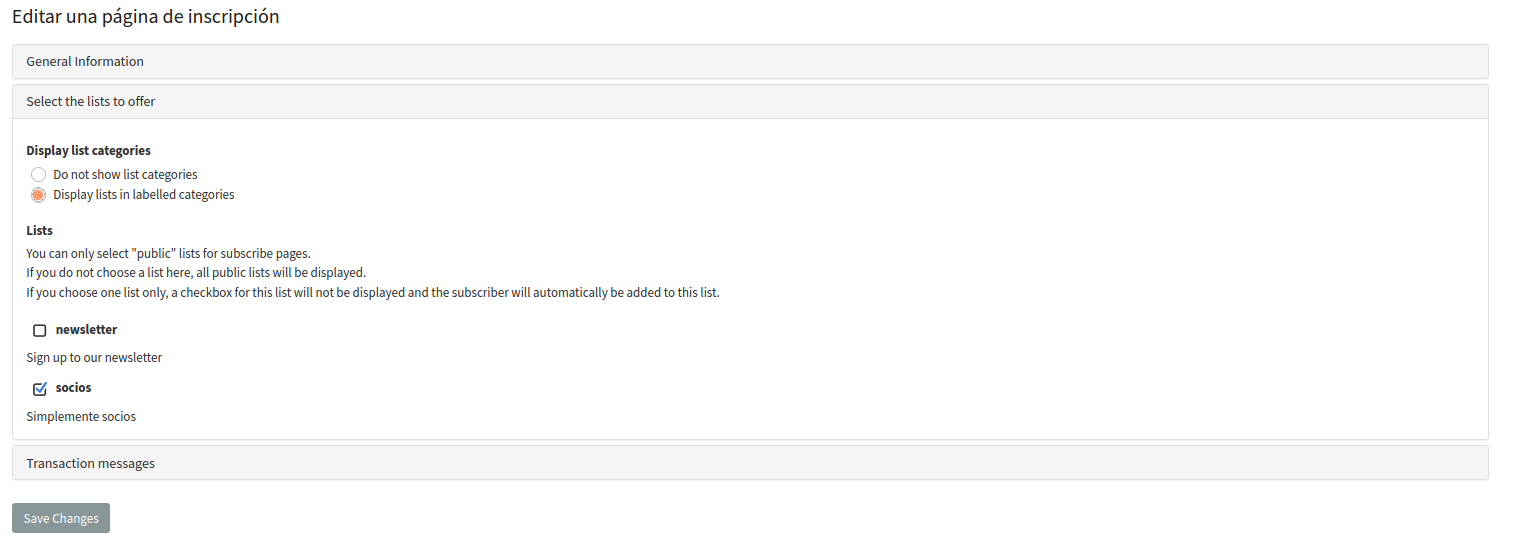 Editar una página de inscripción
General Information
Select the lists to offer
Display list categories
Do not show list categories
Display lists in labelled categories
Lists
You can only select "public" lists for subscribe pages.
If you do not choose a list here, all public lists will be displayed.
If you choose one list only, a checkbox for this list will not be displayed and the subscriber will automatically be added to this list.
newsletter
Sign up to our newsletter
socios
Simplemente socios
Transaction messages
Save Changes